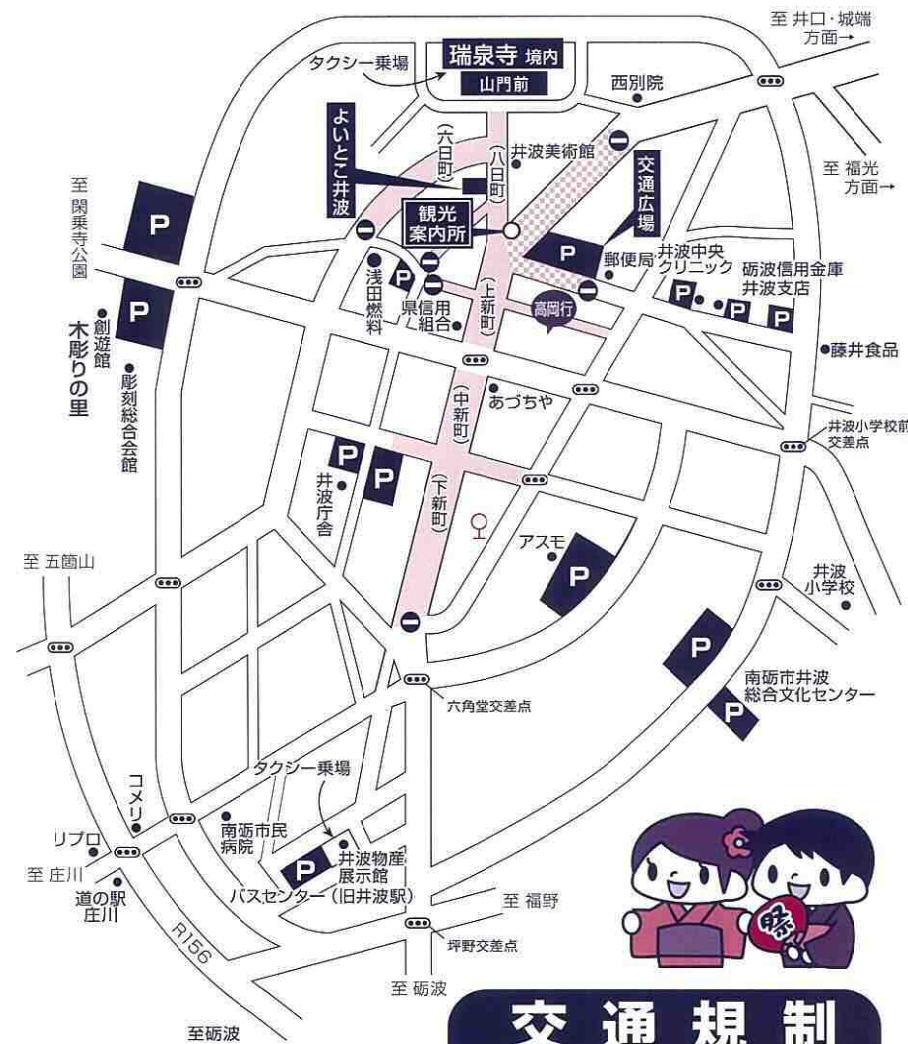 至 井口・城端
方面→
タクシー乗場
瑞泉寺 境内
山門前
西別院
よいとこ井波
(六日町)
(八日町)
井波美術館
交通広場
至 福光
方面→
至 閑乗寺公園
P
観光
案内所
P
郵便局
井波中央
クリニック
砺波信用金庫
井波支店
P
P
P
P
浅田燃料
県信用
組合
(上新町)
高岡行
P
創遊館
木彫りの里
彫刻総合会館
藤井食品
あづちや
(中新町)
井波小学校前
交差点
P
P
井波庁舎
(下新町)
アスモ
P
至 五箇山
井波
小学校
P
南砺市井波
総合文化センター
P
六角堂交差点
タクシー乗場
コメリ
リブロ
南砺市民
病院
井波物産
展示館
P
バスセンター(旧井波駅)
至 庄川
道の駅
庄川
至 福野
R156
坪野交差点
至 砺波
至砺波
祭
交通規制